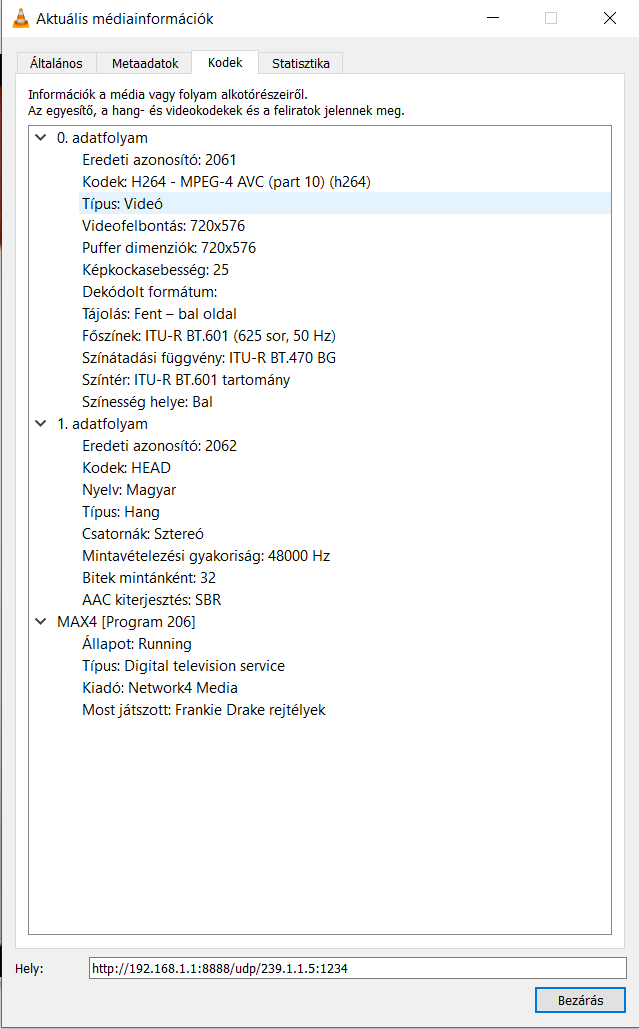 Aktuális médiainformációk
Általános Metaadatok Kodek Statisztika
Információk a média vagy folyam alkotórészeiről.
Az egyesítő, a hang- és videokodekek és a feliratok jelennek meg.
0. adatfolyam
Eredeti azonosító: 2061
Kodek: H264 - MPEG-4 AVC (part 10) (h264)
Típus: Videó
Videofelbontás: 720x576
Puffer dimenziók: 720x576
Képkockasebesség: 25
Dekódolt formátum:
Tájolás: Fent – bal oldal
Főszínek: ITU-R BT.601 (625 sor, 50 Hz)
Színátadási függvény: ITU-R BT.470 BG
Színtér: ITU-R BT.601 tartomány
Színesség helye: Bal
1. adatfolyam
Eredeti azonosító: 2062
Kodek: HEAD
Nyelv: Magyar
Típus: Hang
Csatornák: Sztereó
Mintavételezési gyakoriság: 48000 Hz
Bitek mintánként: 32
AAC kiterjesztés: SBR
MAX4 [Program 206]
Állapot: Running
Típus: Digital television service
Kiadó: Network4 Media
Most játszott: Frankie Drake rejtélyek
Hely: http://192.168.1.1:8888/udp/239.1.1.5:1234
Bezárás